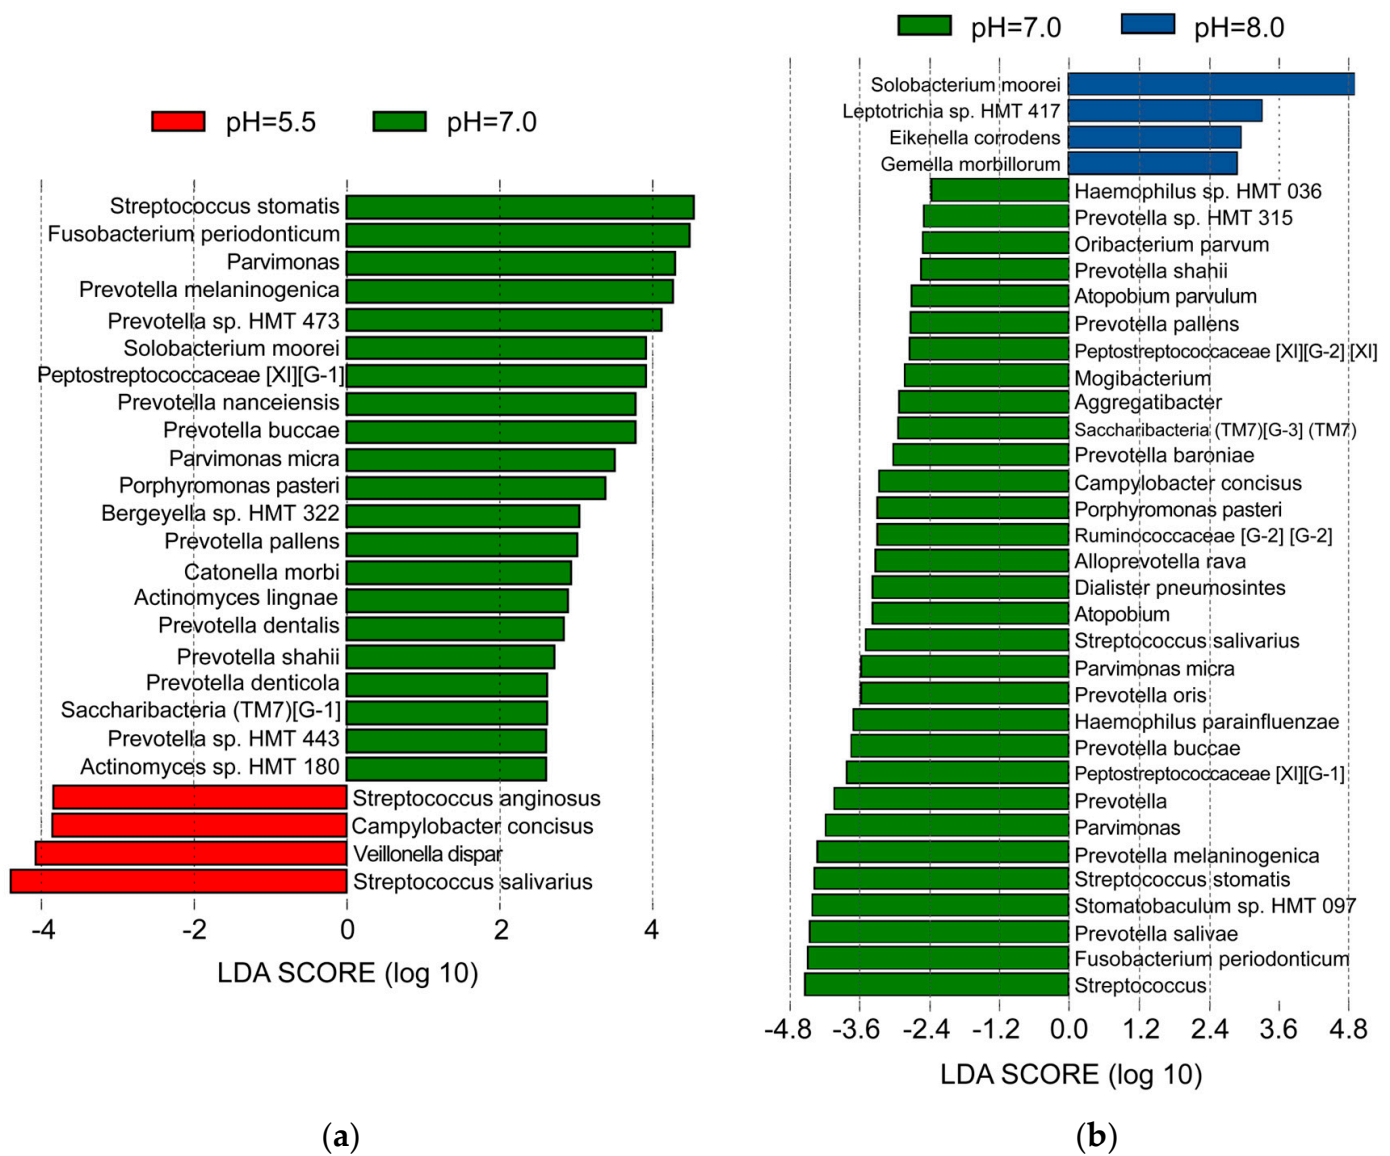 pH=5.5
pH=7.0
Streptococcus stomatis
Fusobacterium periodonticum
Parvimonas
Prevotella melaninogenica
Prevotella sp. HMT 473
Solobacterium moorei
Peptostreptococcaceae [XI][G-1]
Prevotella nanceiensis
Prevotella buccae
Parvimonas micra
Porphyromonas pasteri
Bergeyella sp. HMT 322
Prevotella pallens
Catonella morbi
Actinomyces lingnae
Prevotella dentalis
Prevotella shahii
Prevotella denticola
Saccharibacteria (TM7)[G-1]
Prevotella sp. HMT 443
Actinomyces sp. HMT 180
Streptococcus anginosus
Campylobacter concisus
Veillonella dispar
Streptococcus salivarius
-4 -2 0 2 4
LDA SCORE (log 10)
(a)
pH=7.0
pH=8.0
Solobacterium moorei
Leptotrichia sp. HMT 417
Eikenella corrodens
Gemella morbillorum
Haemophilus sp. HMT 036
Prevotella sp. HMT 315
Oribacterium parvum
Prevotella shahii
Atopobium parvulum
Prevotella pallens
Peptostreptococcaceae [XI][G-2] [XI]
Mogibacterium
Aggregatibacter
Saccharibacteria (TM7)[G-3] (TM7)
Prevotella baroniae
Campylobacter concisus
Porphyromonas pasteri
Ruminococcaceae [G-2] [G-2]
Alloprevotella rava
Dialister pneumosintes
Atopobium
Streptococcus salivarius
Parvimonas micra
Prevotella oris
Haemophilus parainfluenzae
Prevotella buccae
Peptostreptococcaceae [XI][G-1]
Prevotella
Parvimonas
Prevotella melaninogenica
Streptococcus stomatis
Stomatobaculum sp. HMT 097
Prevotella salivae
Fusobacterium periodonticum
Streptococcus
-4.8 -3.6 -2.4 -1.2 0.0 1.2 2.4 3.6 4.8
LDA SCORE (log 10)
(b)